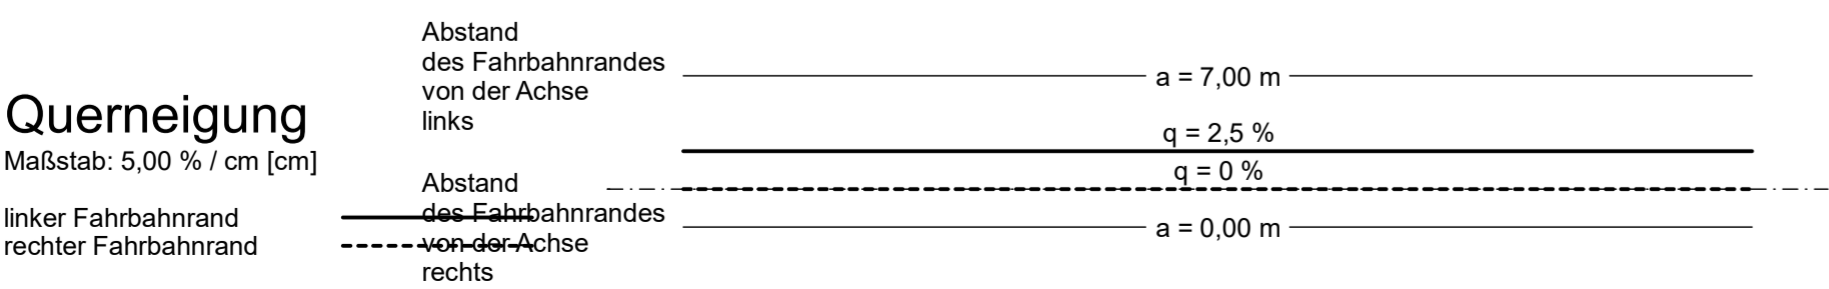 Querneigung
Maßstab: 5,00 % / cm [cm]
linker Fahrbahnrand
rechter Fahrbahnrand
Abstand
des Fahrbahnrandes
von der Achse
links
a = 7,00 m
q = 2,5 %
q = 0 %
Abstand
des Fahrbahnrandes
von der Achse
rechts
a = 0,00 m